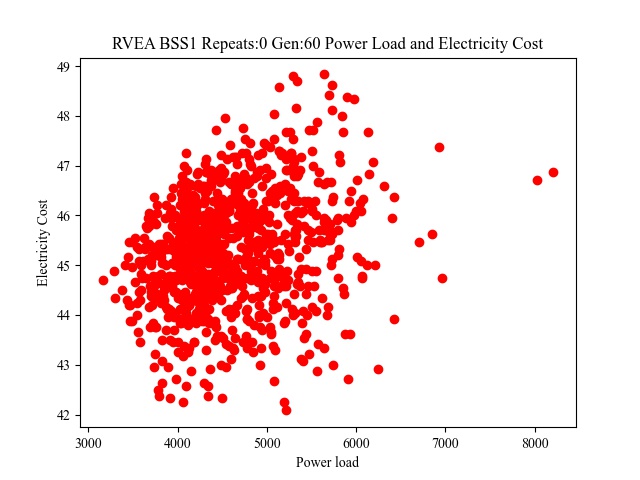 RVEA BSS1 Repeats:0 Gen:60 Power Load and Electricity Cost
49
48
47
46
45
44
43
42
Electricity Cost
3000 4000 5000 6000 7000 8000
Power load